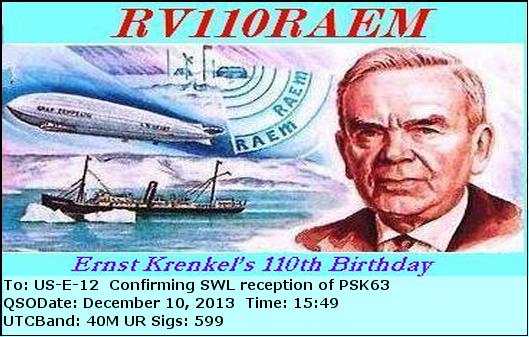 RV110RAEM
GRAF ZEPPELIN
RAEM
RAEM
RAEM
Ernst Krenkel's 110th Birthday
To: US-E-12 Confirming SWL reception of PSK63
QSODate: December 10, 2013 Time: 15:49
UTCBand: 40M UR Sigs: 599